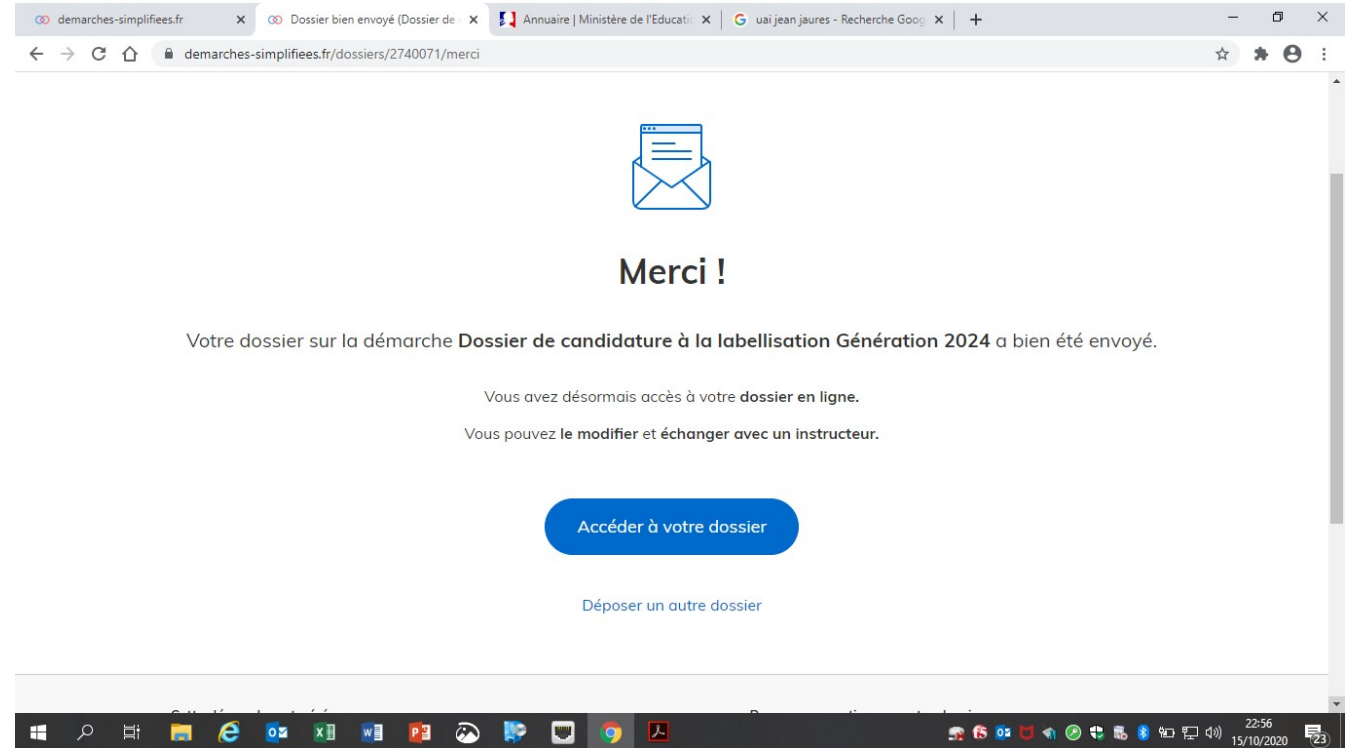 demarches-simplifiees.fr
Dossier bien envoyé (Dossier de
Annuaire | Ministère de l'Educatic
uai jean jaures - Recherche Goog
demarches-simplifiees.fr/dossiers/2740071/merci
Merci !
Votre dossier sur la démarche Dossier de candidature à la labellisation Génération 2024 a bien été envoyé.
Vous avez désormais accès à votre dossier en ligne.
Vous pouvez le modifier et échanger avec un instructeur.
Accéder à votre dossier
Déposer un autre dossier
22:56
15/10/2020
23